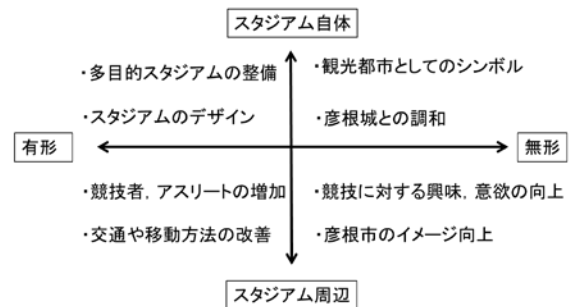 スタジアム自体
・多目的スタジアムの整備
・観光都市としてのシンボル
・スタジアムのデザイン
・彦根城との調和
有形
無形
・競技者，アスリートの増加
・競技に対する興味，意欲の向上
・交通や移動方法の改善
・彦根市のイメージ向上
スタジアム周辺